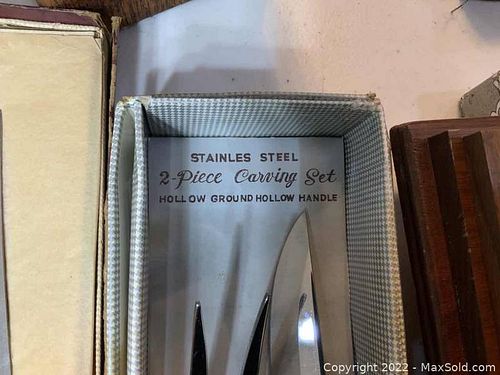 STAINLES STEEL
2-Piece Carving Set
HOLLOW GROUND HOLLOW HANDLE
Copyright 2022 - MaxSold.com